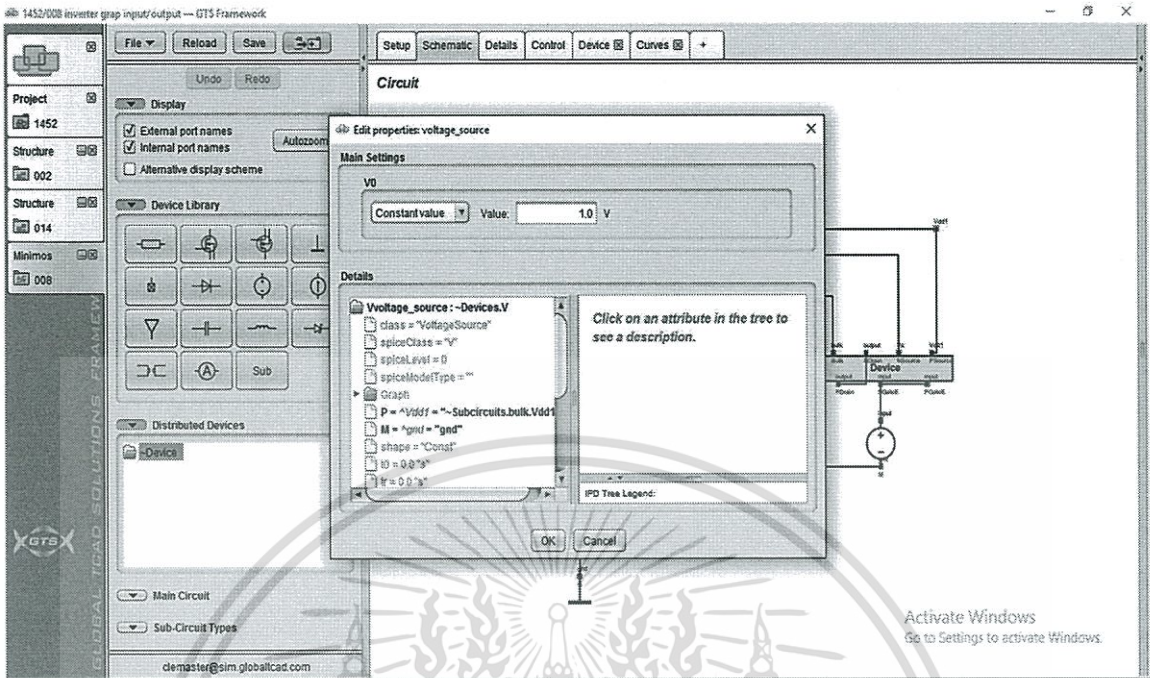 1452/008 inverter grap input/output — GTS Framework
File
Reload
Save
Setup
Schematic
Details
Control
Device
Curves
+
Undo
Redo
Circuit
Project
1452
Structure
002
Structure
014
Minimos
008
Display
External port names
Internal port names
Autozoom
Alternative display scheme
Device Library
Sub
Distributed Devices
~Device
Main Circuit
Sub-Circuit Types
clemaster@sim.globaltcad.com
GTS
Edit properties: voltage_source
Main Settings
V0
Constant value
Value:
1.0 V
Details
Vvoltage_source : ~Devices.V
class = "VoltageSource"
spiceClass = "V"
spiceLevel = 0
spiceModelType = ""
Graph
P = ^Vdd1 = "~Subcircuits.bulk.Vdd1
M = ^gnd = "gnd"
shape = "Const"
t0 = 0.0 "s"
tr = 0.0 "s"
Click on an attribute in the tree to
see a description.
IPD Tree Legend:
OK
Cancel
Vdd1
bulk
output
Vdd1
Device
gnd
Activate Windows
Go to Settings to activate Windows.